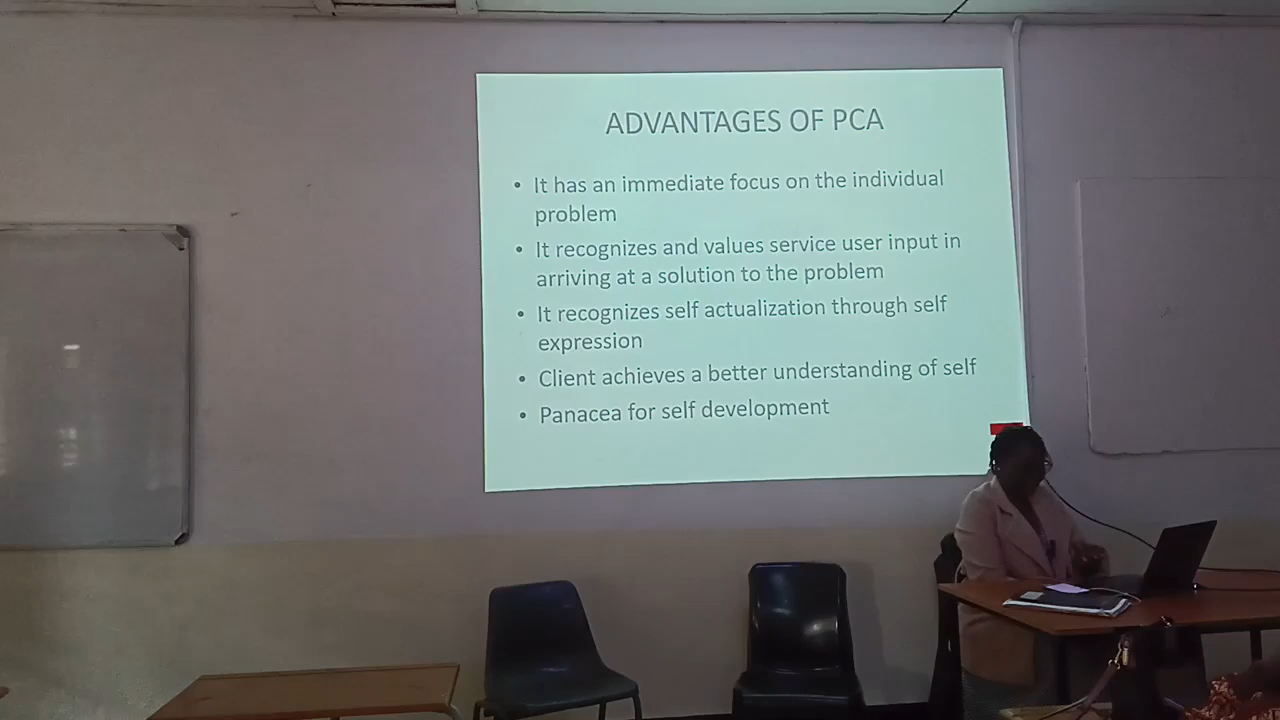 ADVANTAGES OF PCA
• It has an immediate focus on the individual
problem
• It recognizes and values service user input in
arriving at a solution to the problem
• It recognizes self actualization through self
expression
• Client achieves a better understanding of self
• Panacea for self development